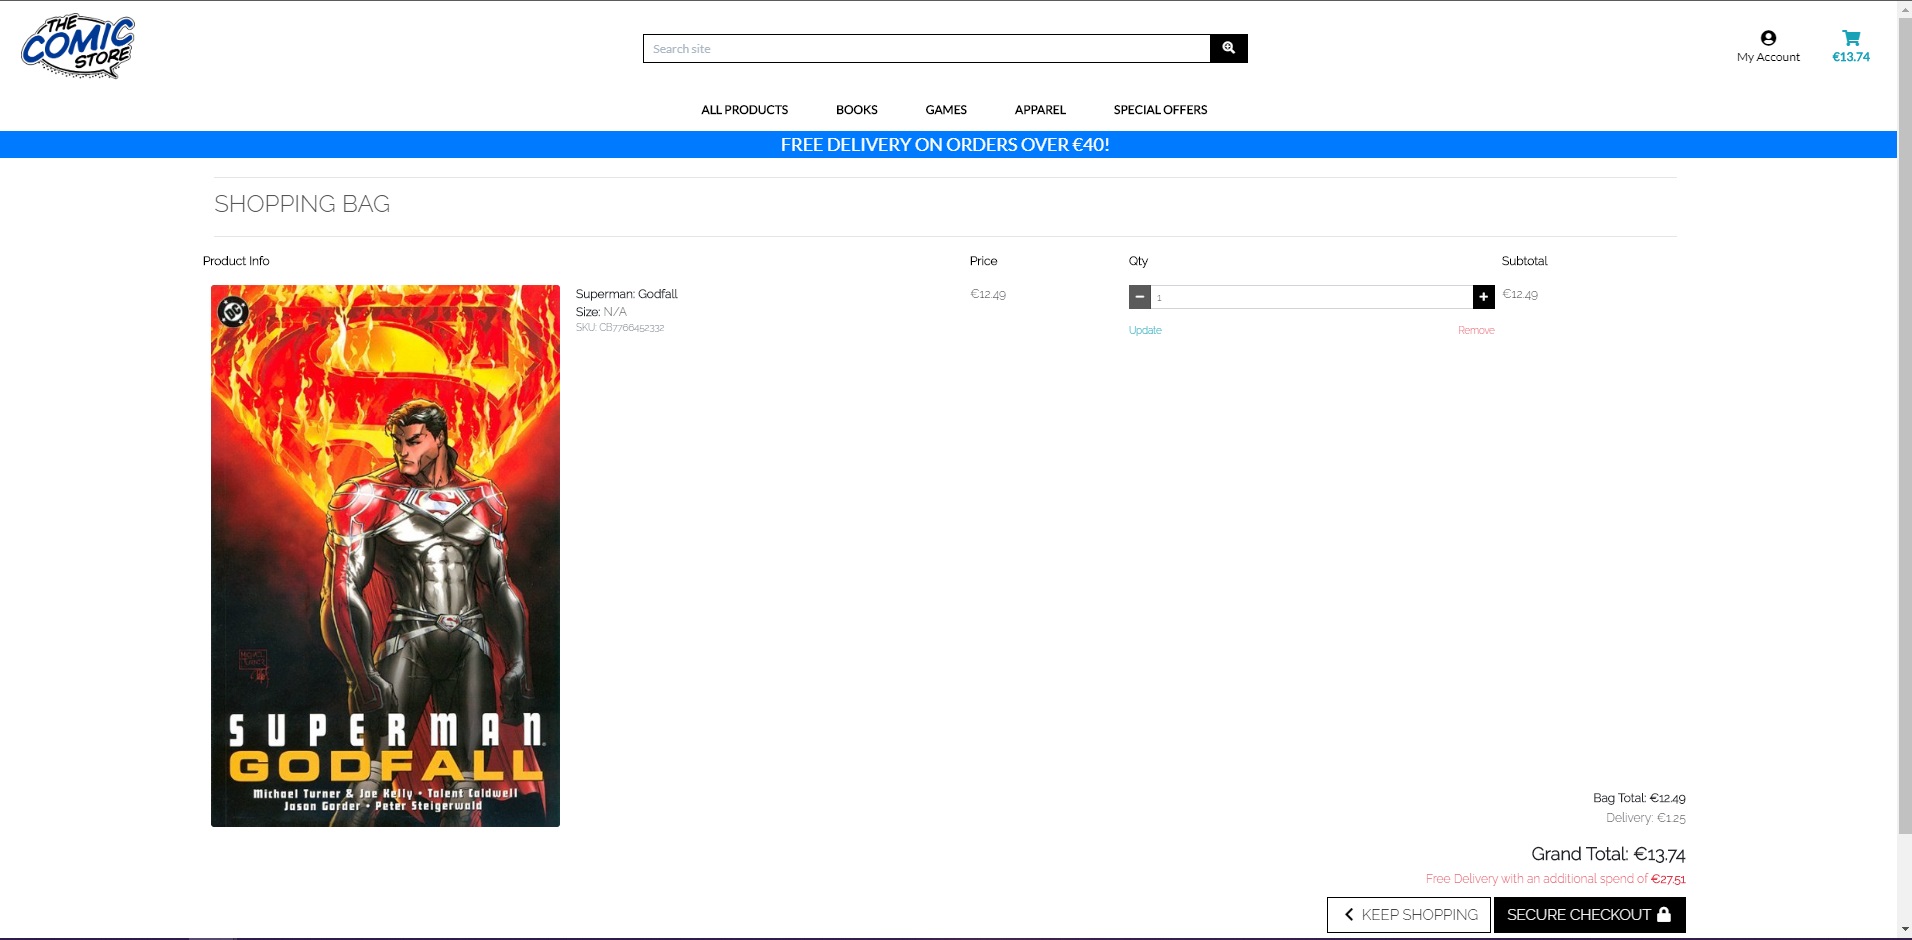 THE
COMIC
STORE
Search site
My Account
€13.74
ALL PRODUCTS
BOOKS
GAMES
APPAREL
SPECIAL OFFERS
FREE DELIVERY ON ORDERS OVER €40!
SHOPPING BAG
Product Info
Price
Qty
Subtotal
DC
Superman: Godfall
Size: N/A
SKU: CB7766452332
€12.49
1
€12.49
Update
Remove
SUPERMAN
GODFALL
Michael Turner & Joe Kelly • Talent Caldwell
Jason Gorder • Peter Steigerwald
Bag Total: €12.49
Delivery: €1.25
Grand Total: €13.74
Free Delivery with an additional spend of €27.51
KEEP SHOPPING
SECURE CHECKOUT